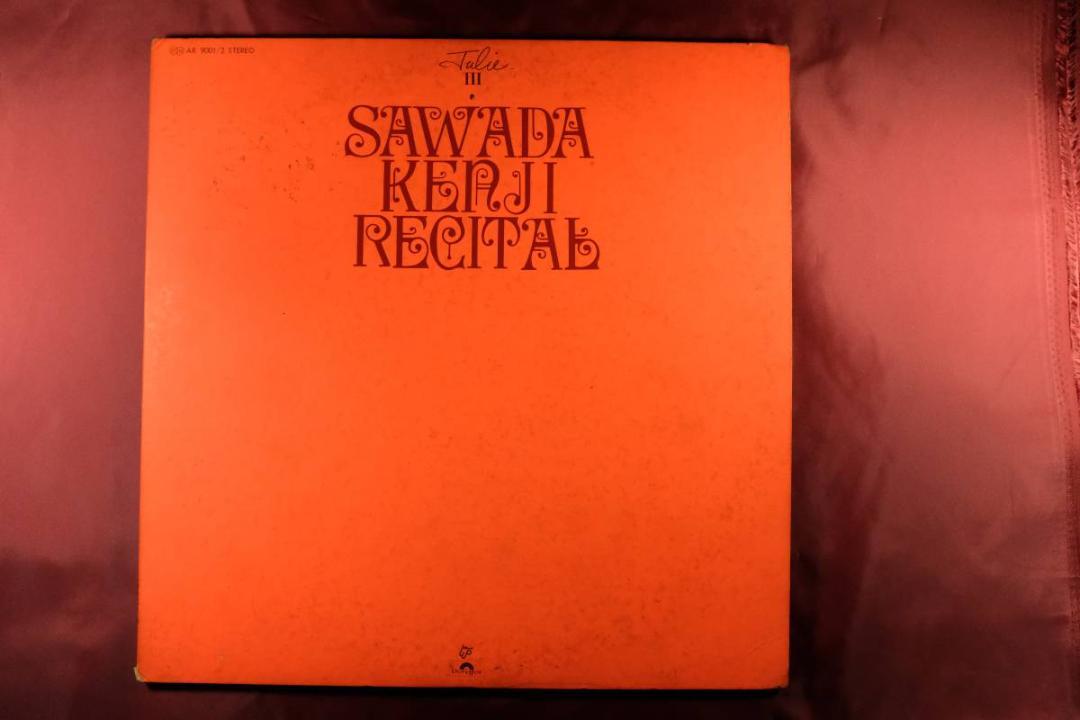 AR 9001/2 STEREO
Julie
III
SAWADA
KENJI
RECITAL